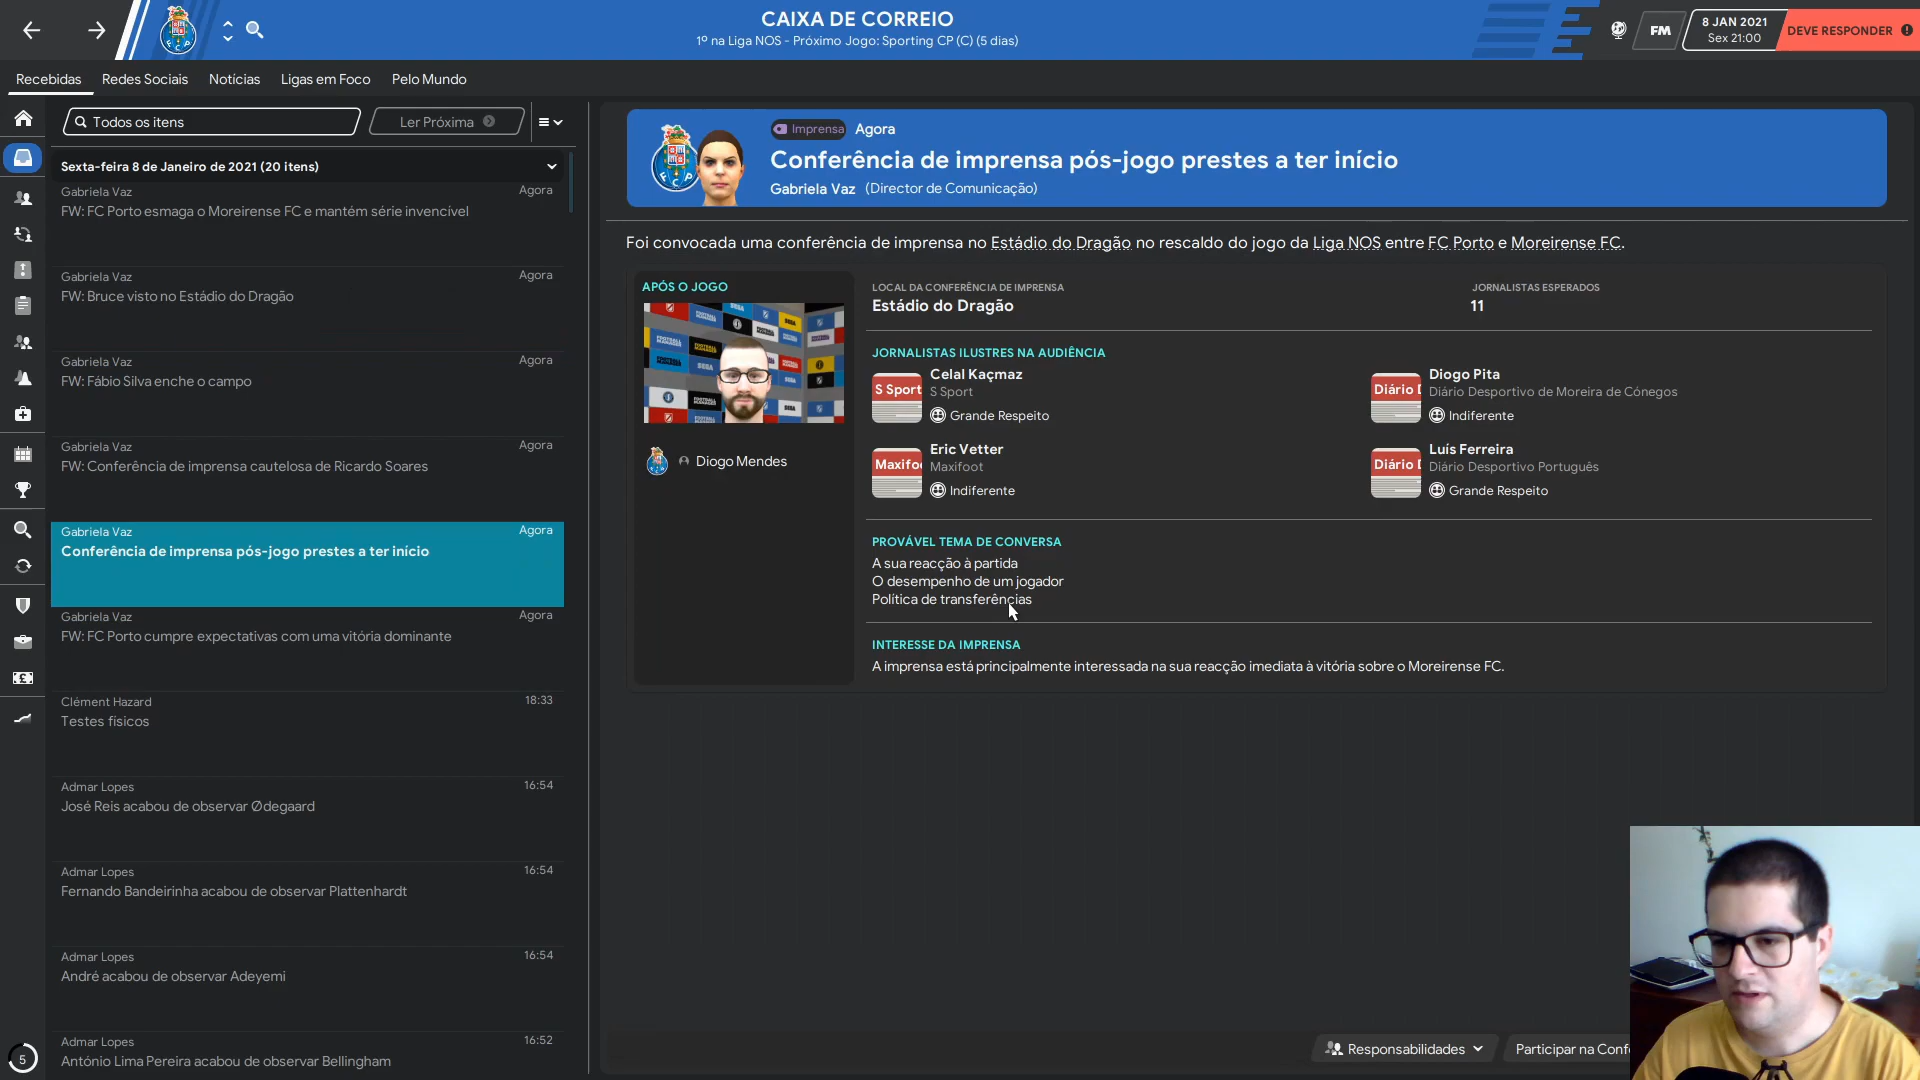 CAIXA DE CORREIO
1º na Liga NOS - Próximo Jogo: Sporting CP (C) (5 dias)
FM
8 JAN 2021
Sex 21:00
DEVE RESPONDER
Recebidas
Redes Sociais
Notícias
Ligas em Foco
Pelo Mundo
Todos os itens
Ler Próxima
Sexta-feira 8 de Janeiro de 2021 (20 itens)
Gabriela Vaz
Agora
FW: FC Porto esmaga o Moreirense FC e mantém série invencível
Gabriela Vaz
Agora
FW: Bruce visto no Estádio do Dragão
Gabriela Vaz
Agora
FW: Fábio Silva enche o campo
Gabriela Vaz
Agora
FW: Conferência de imprensa cautelosa de Ricardo Soares
Gabriela Vaz
Agora
Conferência de imprensa pós-jogo prestes a ter início
Gabriela Vaz
Agora
FW: FC Porto cumpre expectativas com uma vitória dominante
Clément Hazard
18:33
Testes físicos
Admar Lopes
16:54
José Reis acabou de observar Ødegaard
Admar Lopes
16:54
Fernando Bandeirinha acabou de observar Plattenhardt
Admar Lopes
16:54
André acabou de observar Adeyemi
Admar Lopes
16:52
António Lima Pereira acabou de observar Bellingham
5
Imprensa
Agora
Conferência de imprensa pós-jogo prestes a ter início
Gabriela Vaz (Director de Comunicação)
Foi convocada uma conferência de imprensa no Estádio do Dragão no rescaldo do jogo da Liga NOS entre FC Porto e Moreirense FC.
APÓS O JOGO
Diogo Mendes
LOCAL DA CONFERÊNCIA DE IMPRENSA
Estádio do Dragão
JORNALISTAS ESPERADOS
11
JORNALISTAS ILUSTRES NA AUDIÊNCIA
S Sport
Celal Kaçmaz
S Sport
Grande Respeito
Diário D
Diogo Pita
Diário Desportivo de Moreira de Cónegos
Indiferente
Maxifoo
Eric Vetter
Maxifoot
Indiferente
Diário D
Luís Ferreira
Diário Desportivo Português
Grande Respeito
PROVÁVEL TEMA DE CONVERSA
A sua reacção à partida
O desempenho de um jogador
Política de transferências
INTERESSE DA IMPRENSA
A imprensa está principalmente interessada na sua reacção imediata à vitória sobre o Moreirense FC.
Responsabilidades
Participar na Conf